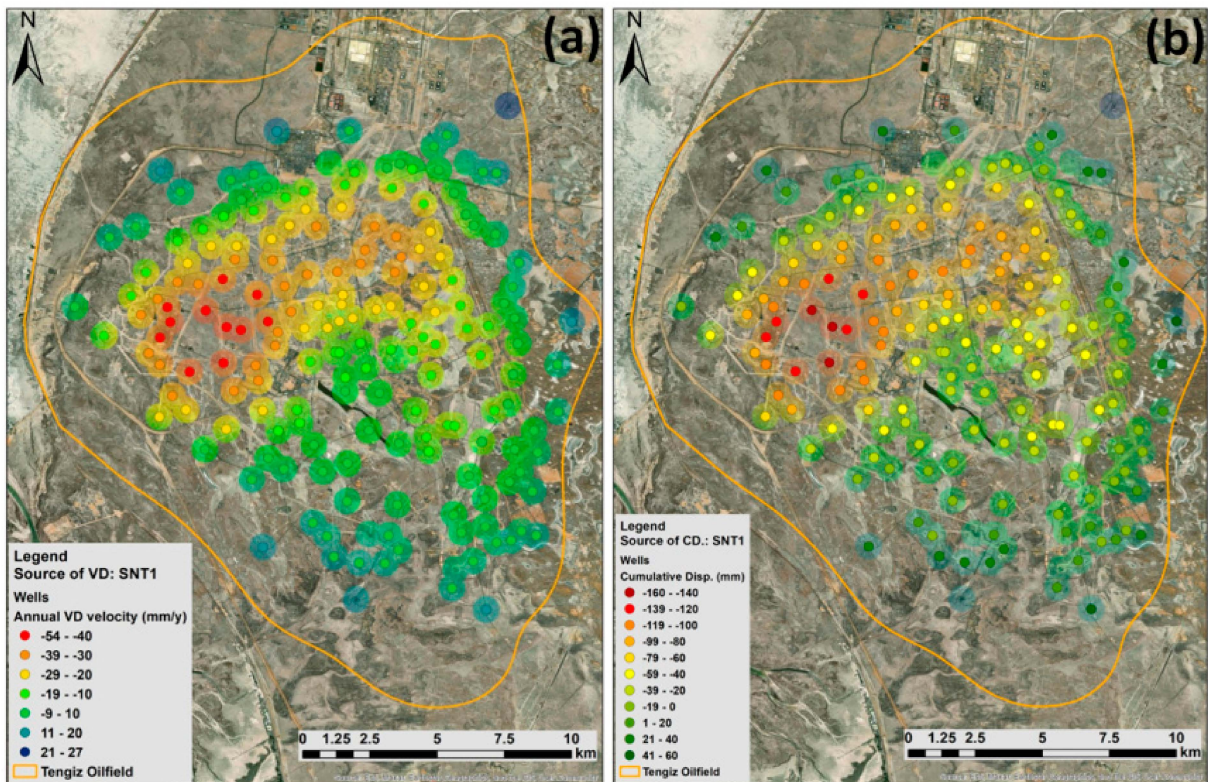 N
(a)
Legend
Source of VD: SNT1
Wells
Annual VD velocity (mm/y)
-54 - -40
-39 - -30
-29 - -20
-19 - -10
-9 - 10
11 - 20
21 - 27
Tengiz Oilfield
0 1.25 2.5 5 7.5 10
km
N
(b)
Legend
Source of CD.: SNT1
Wells
Cumulative Disp. (mm)
-160 - -140
-139 - -120
-119 - -100
-99 - -80
-79 - -60
-59 - -40
-39 - -20
-19 - 0
1 - 20
21 - 40
41 - 60
Tengiz Oilfield
0 1.25 2.5 5 7.5 10
km